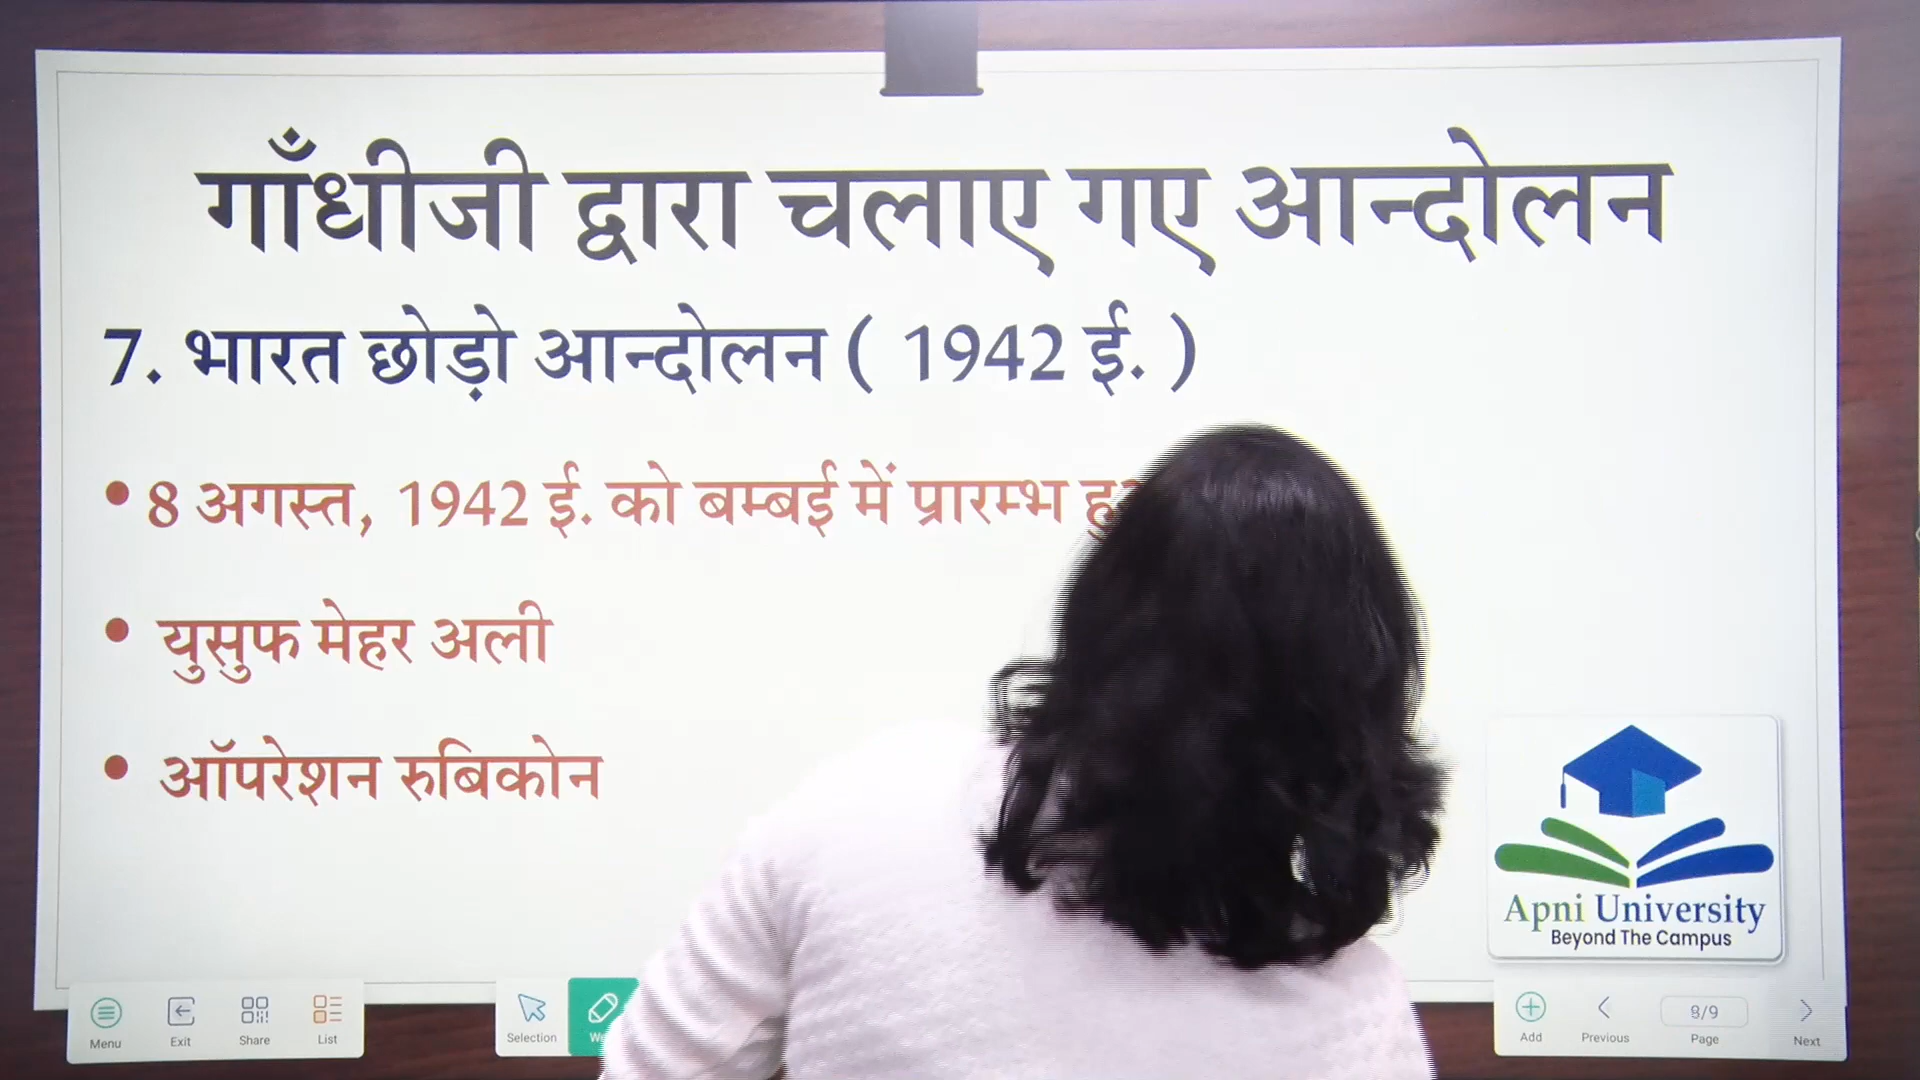 गाँधीजी द्वारा चलाए गए आन्दोलन
7. भारत छोड़ो आन्दोलन ( 1942 ई. )
• 8 अगस्त, 1942 ई. को बम्बई में प्रारम्भ
• युसुफ मेहर अली
• ऑपरेशन रुबिकोन
Apni University
Beyond The Campus
Menu Exit Share List Selection Add Previous 8/9 Page Next